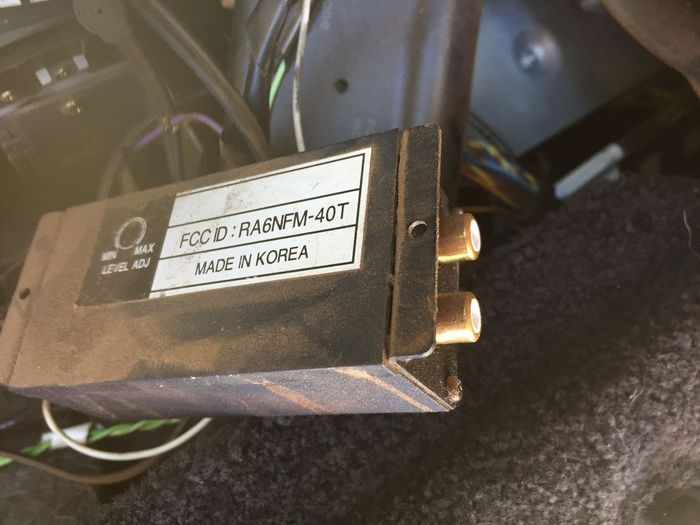 MIN MAX
LEVEL ADJ
FCC ID : RA6NFM-40T
MADE IN KOREA